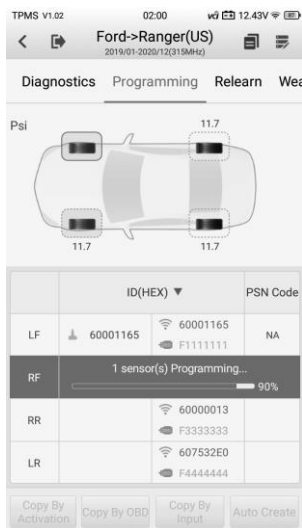 TPMS V1.02 02:00 12.43V
Ford->Ranger(US)
2019/01-2020/12(315MHz)
Diagnostics Programming Relearn Wea
Psi 11.7
11.7 11.7
ID(HEX) ▼ PSN Code
LF 60001165 60001165 NA
F1111111
RF 1 sensor(s) Programming...
90%
RR 60000013
F3333333
LR 607532E0
F4444444
Copy By Activation Copy By OBD Copy By Input Auto Create